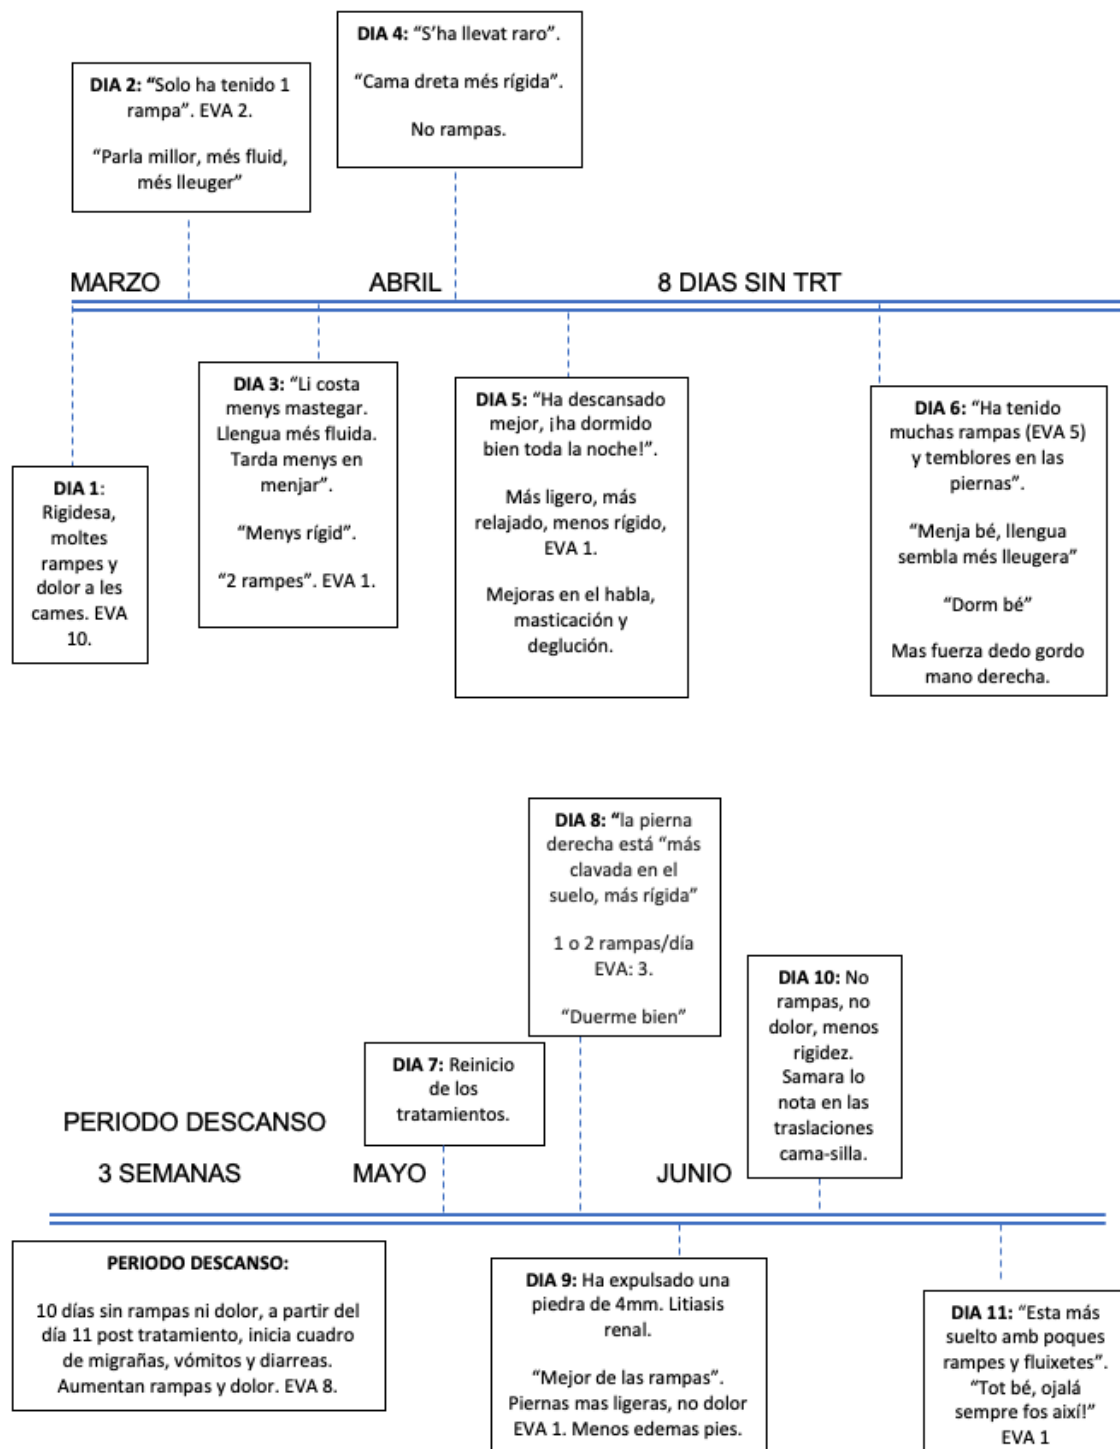 DIA 4: “S’ha llevat raro”.
“Cama dreta més rígida”.
No rampas.
DIA 2: “Solo ha tenido 1
rampa”. EVA 2.
“Parla millor, més fluid,
més lleuger”
MARZO
ABRIL
8 DIAS SIN TRT
DIA 1:
Rigidesa,
moltes
rampes y
dolor a les
cames. EVA
10.
DIA 3: “Li costa
menys mastegar.
Llengua més fluida.
Tarda menys en
menjar”.
“Menys rígid”.
“2 rampes”. EVA 1.
DIA 5: “Ha descansado
mejor, ¡ha dormido
bien toda la noche!”.
Más ligero, más
relajado, menos rígido,
EVA 1.
Mejoras en el habla,
masticación y
deglución.
DIA 6: “Ha tenido
muchas rampas (EVA 5)
y temblores en las
piernas”.
“Menja bé, llengua
sembla més lleugera”
“Dorm bé”
Mas fuerza dedo gordo
mano derecha.
DIA 8: “la pierna
derecha está “más
clavada en el
suelo, más rígida”
1 o 2 rampas/día
EVA: 3.
“Duerme bien”
DIA 10: No
rampas, no
dolor, menos
rigidez.
Samara lo
nota en las
traslaciones
cama-silla.
DIA 7: Reinicio
de los
tratamientos.
PERIODO DESCANSO
3 SEMANAS
MAYO
JUNIO
PERIODO DESCANSO:
10 días sin rampas ni dolor, a partir del
día 11 post tratamiento, inicia cuadro
de migrañas, vómitos y diarreas.
Aumentan rampas y dolor. EVA 8.
DIA 9: Ha expulsado una
piedra de 4mm. Litiasis
renal.
“Mejor de las rampas”.
Piernas mas ligeras, no dolor
EVA 1. Menos edemas pies.
DIA 11: “Esta más
suelto amb poques
rampes y fluixetes”.
“Tot bé, ojalá
sempre fos així!”
EVA 1